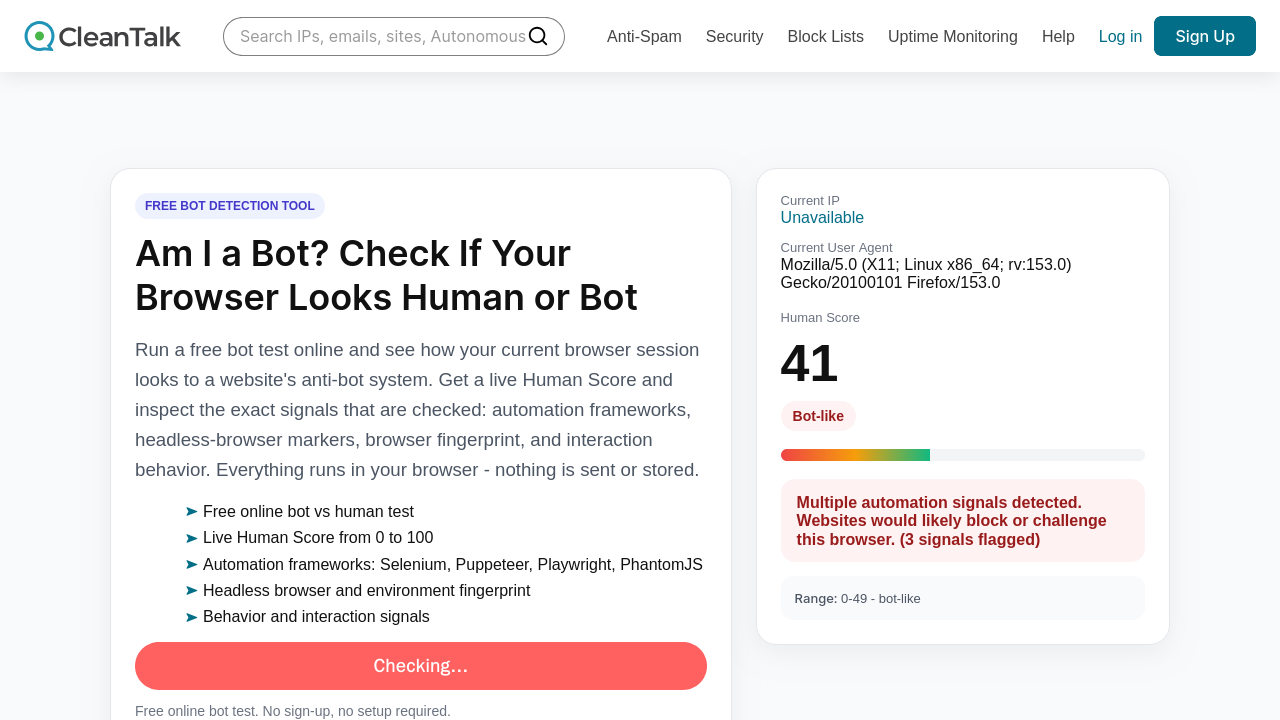 CleanTalk
Search IPs, emails, sites, Autonomous
Anti-Spam
Security
Block Lists
Uptime Monitoring
Help
Log in
Sign Up
FREE BOT DETECTION TOOL
Am I a Bot? Check If Your
Browser Looks Human or Bot
Run a free bot test online and see how your current browser session
looks to a website's anti-bot system. Get a live Human Score and
inspect the exact signals that are checked: automation frameworks,
headless-browser markers, browser fingerprint, and interaction
behavior. Everything runs in your browser - nothing is sent or stored.
Free online bot vs human test
Live Human Score from 0 to 100
Automation frameworks: Selenium, Puppeteer, Playwright, PhantomJS
Headless browser and environment fingerprint
Behavior and interaction signals
Checking...
Free online bot test. No sign-up, no setup required.
Current IP
Unavailable
Current User Agent
Mozilla/5.0 (X11; Linux x86_64; rv:153.0)
Gecko/20100101 Firefox/153.0
Human Score
41
Bot-like
Multiple automation signals detected.
Websites would likely block or challenge
this browser. (3 signals flagged)
Range: 0-49 - bot-like